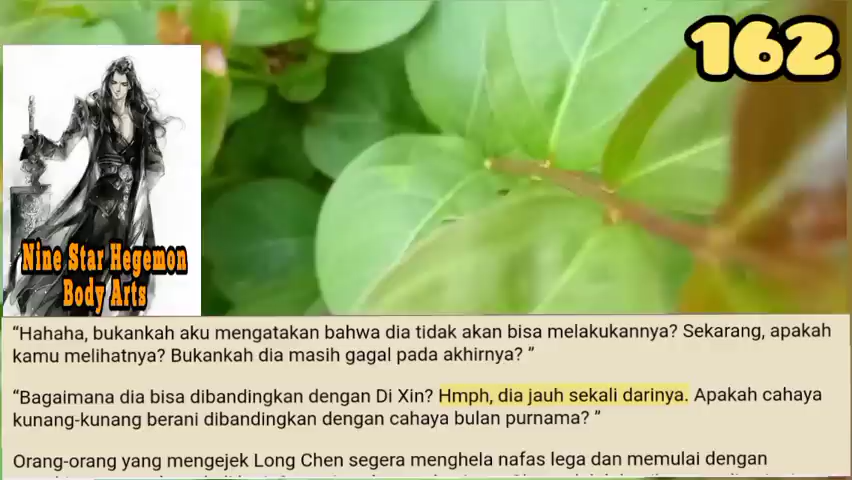 162
Nine Star Hegemon
Body Arts
“Hahaha, bukankah aku mengatakan bahwa dia tidak akan bisa melakukannya? Sekarang, apakah
kamu melihatnya? Bukankah dia masih gagal pada akhirnya? ”
“Bagaimana dia bisa dibandingkan dengan Di Xin? Hmph, dia jauh sekali darinya. Apakah cahaya
kunang-kunang berani dibandingkan dengan cahaya bulan purnama? ”
Orang-orang yang mengejek Long Chen segera menghela nafas lega dan memulai dengan